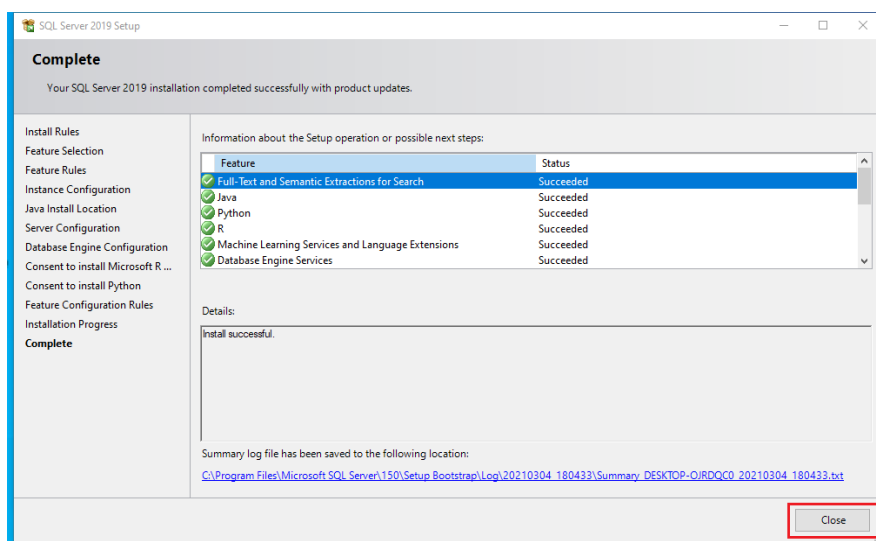 SQL Server 2019 Setup
Complete
Your SQL Server 2019 installation completed successfully with product updates.
Install Rules
Feature Selection
Feature Rules
Instance Configuration
Java Install Location
Server Configuration
Database Engine Configuration
Consent to install Microsoft R ...
Consent to install Python
Feature Configuration Rules
Installation Progress
Complete
Information about the Setup operation or possible next steps:
Feature Status
Full-Text and Semantic Extractions for Search Succeeded
Java Succeeded
Python Succeeded
R Succeeded
Machine Learning Services and Language Extensions Succeeded
Database Engine Services Succeeded
Details:
Install successful.
Summary log file has been saved to the following location:
C:\Program Files\Microsoft SQL Server\150\Setup Bootstrap\Log\20210304_180433\Summary_DESKTOP-OJRDQC0_20210304_180433.txt
Close